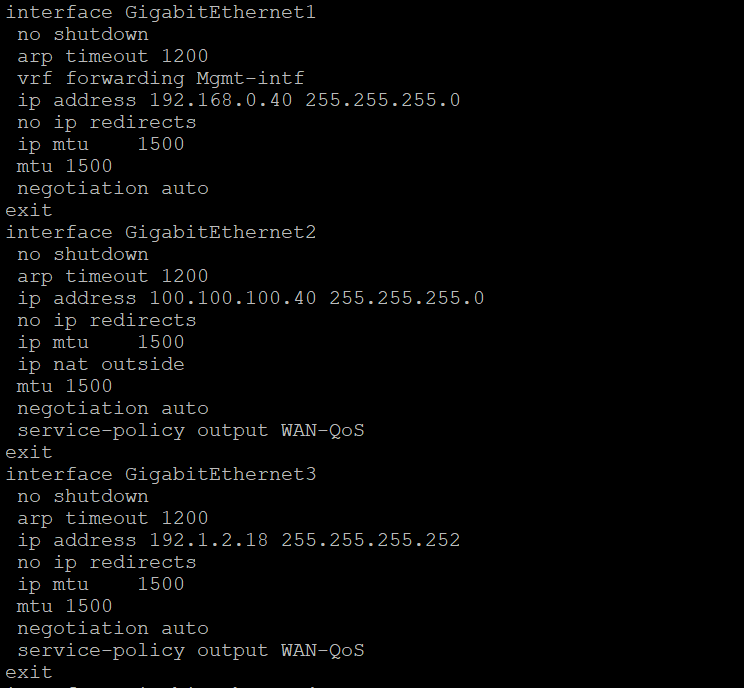 interface GigabitEthernet1
no shutdown
arp timeout 1200
vrf forwarding Mgmt-intf
ip address 192.168.0.40 255.255.255.0
no ip redirects
ip mtu    1500
mtu 1500
negotiation auto
exit
interface GigabitEthernet2
no shutdown
arp timeout 1200
ip address 100.100.100.40 255.255.255.0
no ip redirects
ip mtu    1500
ip nat outside
mtu 1500
negotiation auto
service-policy output WAN-QoS
exit
interface GigabitEthernet3
no shutdown
arp timeout 1200
ip address 192.1.2.18 255.255.255.252
no ip redirects
ip mtu    1500
mtu 1500
negotiation auto
service-policy output WAN-QoS
exit